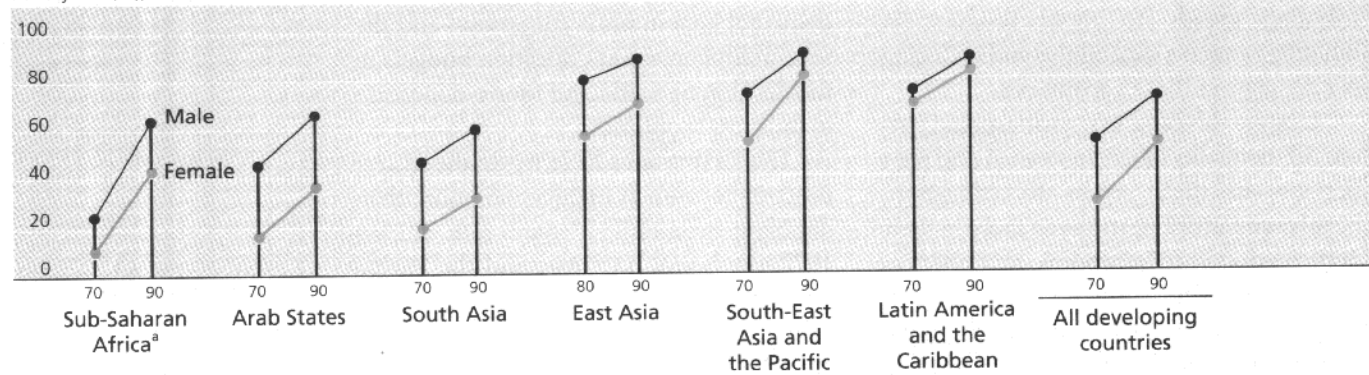 100
80
60
40
20
0
Male
Female
70 90
Sub-Saharan
Africaᵃ
70 90
Arab States
70 90
South Asia
80 90
East Asia
70 90
South-East
Asia and
the Pacific
70 90
Latin America
and the
Caribbean
70 90
All developing
countries